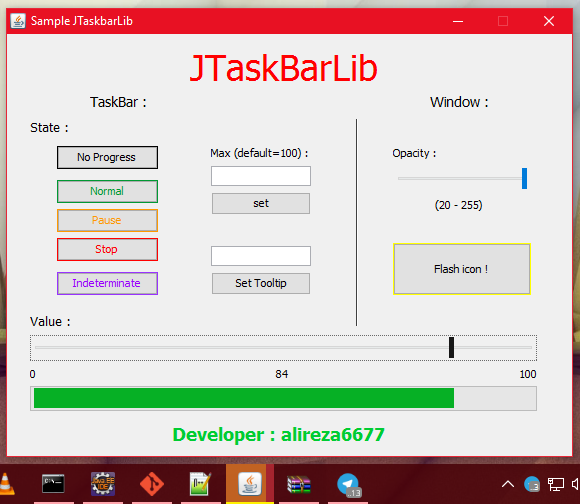 Sample JTaskbarLib
JTaskBarLib
TaskBar :
Window :
State :
No Progress
Normal
Pause
Stop
Indeterminate
Max (default=100) :
set
Set Tooltip
Opacity :
(20 - 255)
Flash icon !
Value :
0
84
100
Developer : alireza6677
13
3